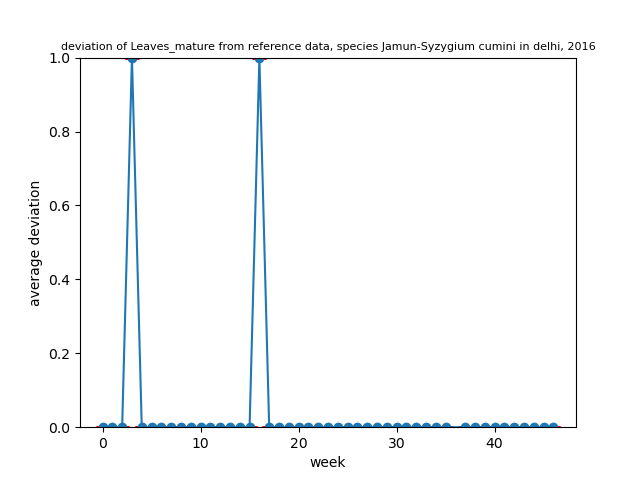 deviation of Leaves_mature from reference data, species Jamun-Syzygium cumini in delhi, 2016
1.0
0.8
0.6
0.4
0.2
0.0
average deviation
0 10 20 30 40
week